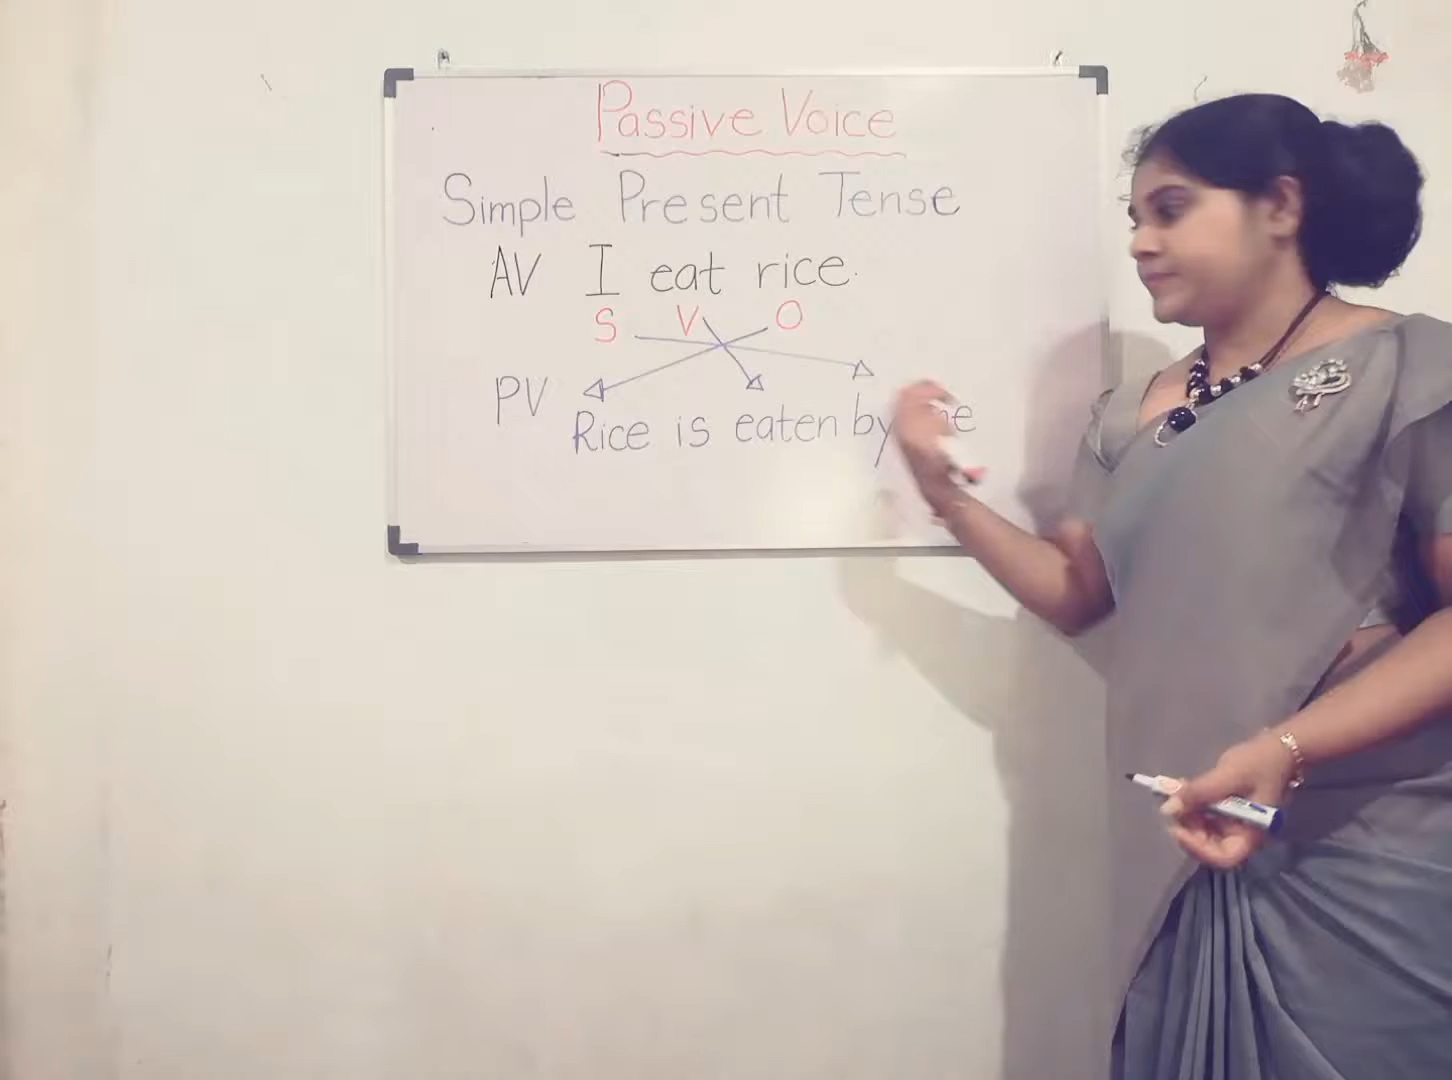 Passive Voice
Simple Present Tense
AV I eat rice.
S V O
PV Rice is eaten by